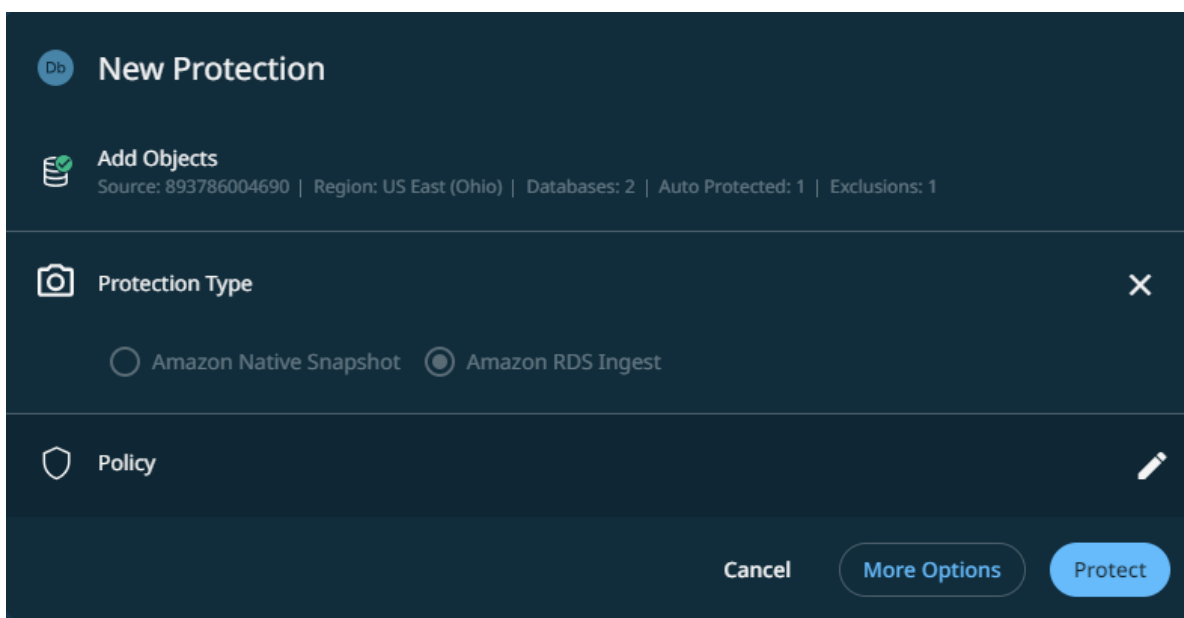 Db New Protection
Add Objects
Source: 893786004690 | Region: US East (Ohio) | Databases: 2 | Auto Protected: 1 | Exclusions: 1
Protection Type
Amazon Native Snapshot Amazon RDS Ingest
Policy
Cancel More Options Protect